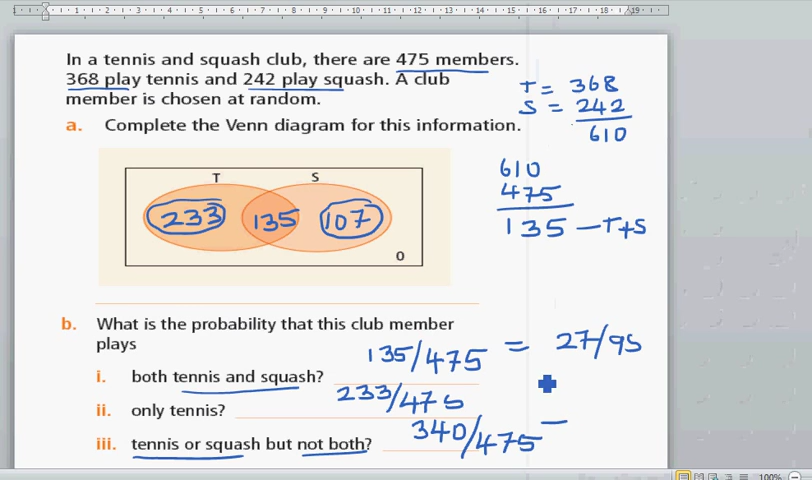 In a tennis and squash club, there are 475 members.
368 play tennis and 242 play squash. A club
member is chosen at random.
T = 368
S = 242
610
a. Complete the Venn diagram for this information.
610
475
135 - T+S
T S
233 135 107
0
b. What is the probability that this club member
plays
135/475 = 27/95
i. both tennis and squash?
233/475
ii. only tennis?
340/475 =
iii. tennis or squash but not both?
100%